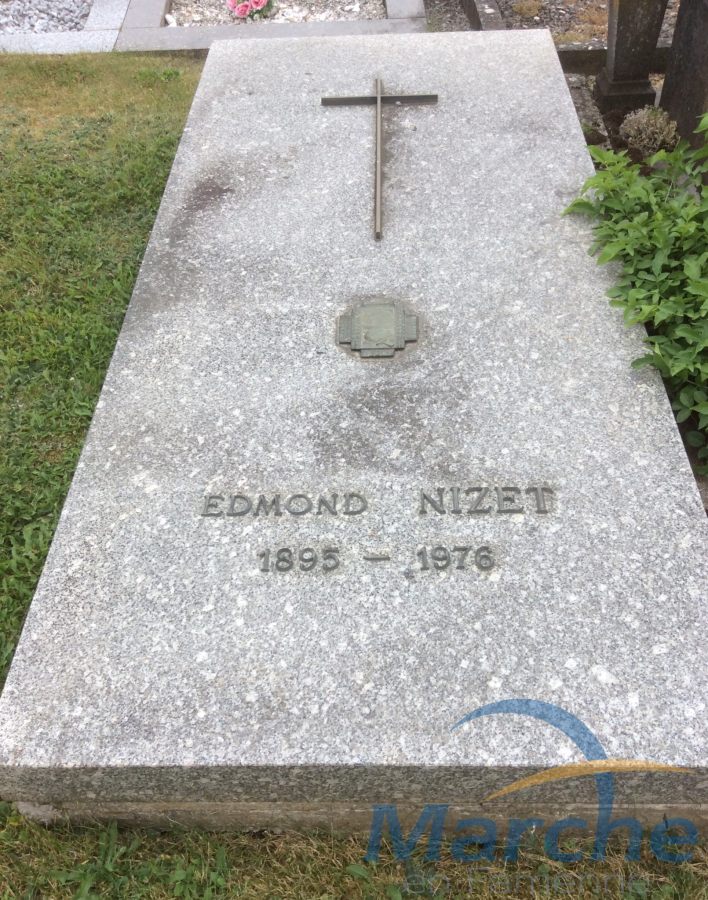 EDMOND NIZET
1895 – 1976
Marche
en Famenne